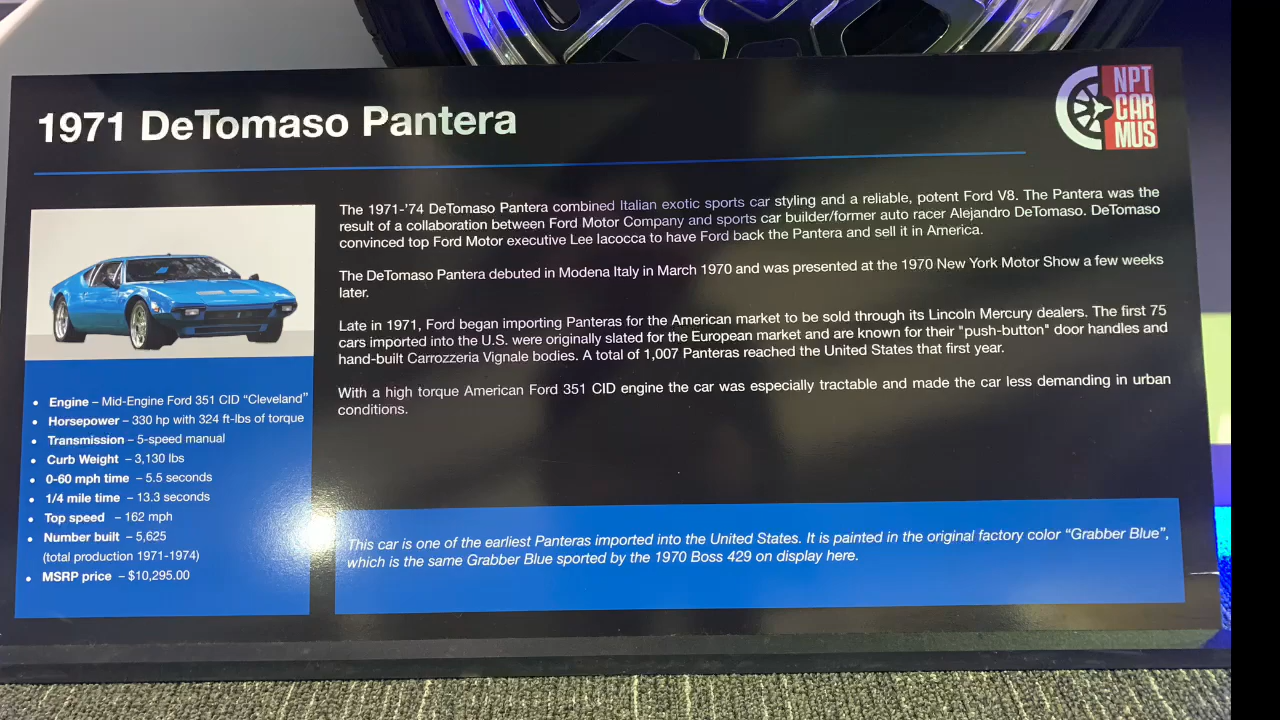 1971 DeTomaso Pantera
NPT
CAR
MUS
The 1971-'74 DeTomaso Pantera combined Italian exotic sports car styling and a reliable, potent Ford V8. The Pantera was the
result of a collaboration between Ford Motor Company and sports car builder/former auto racer Alejandro DeTomaso. DeTomaso
convinced top Ford Motor executive Lee Iacocca to have Ford back the Pantera and sell it in America.
The DeTomaso Pantera debuted in Modena Italy in March 1970 and was presented at the 1970 New York Motor Show a few weeks
later.
Late in 1971, Ford began importing Panteras for the American market to be sold through its Lincoln Mercury dealers. The first 75
cars imported into the U.S. were originally slated for the European market and are known for their "push-button" door handles and
hand-built Carrozzeria Vignale bodies. A total of 1,007 Panteras reached the United States that first year.
With a high torque American Ford 351 CID engine the car was especially tractable and made the car less demanding in urban
conditions.
• Engine – Mid-Engine Ford 351 CID “Cleveland”
• Horsepower – 330 hp with 324 ft-lbs of torque
• Transmission – 5-speed manual
• Curb Weight – 3,130 lbs
• 0-60 mph time – 5.5 seconds
• 1/4 mile time – 13.3 seconds
• Top speed – 162 mph
• Number built – 5,625
(total production 1971-1974)
• MSRP price – $10,295.00
This car is one of the earliest Panteras imported into the United States. It is painted in the original factory color “Grabber Blue”,
which is the same Grabber Blue sported by the 1970 Boss 429 on display here.